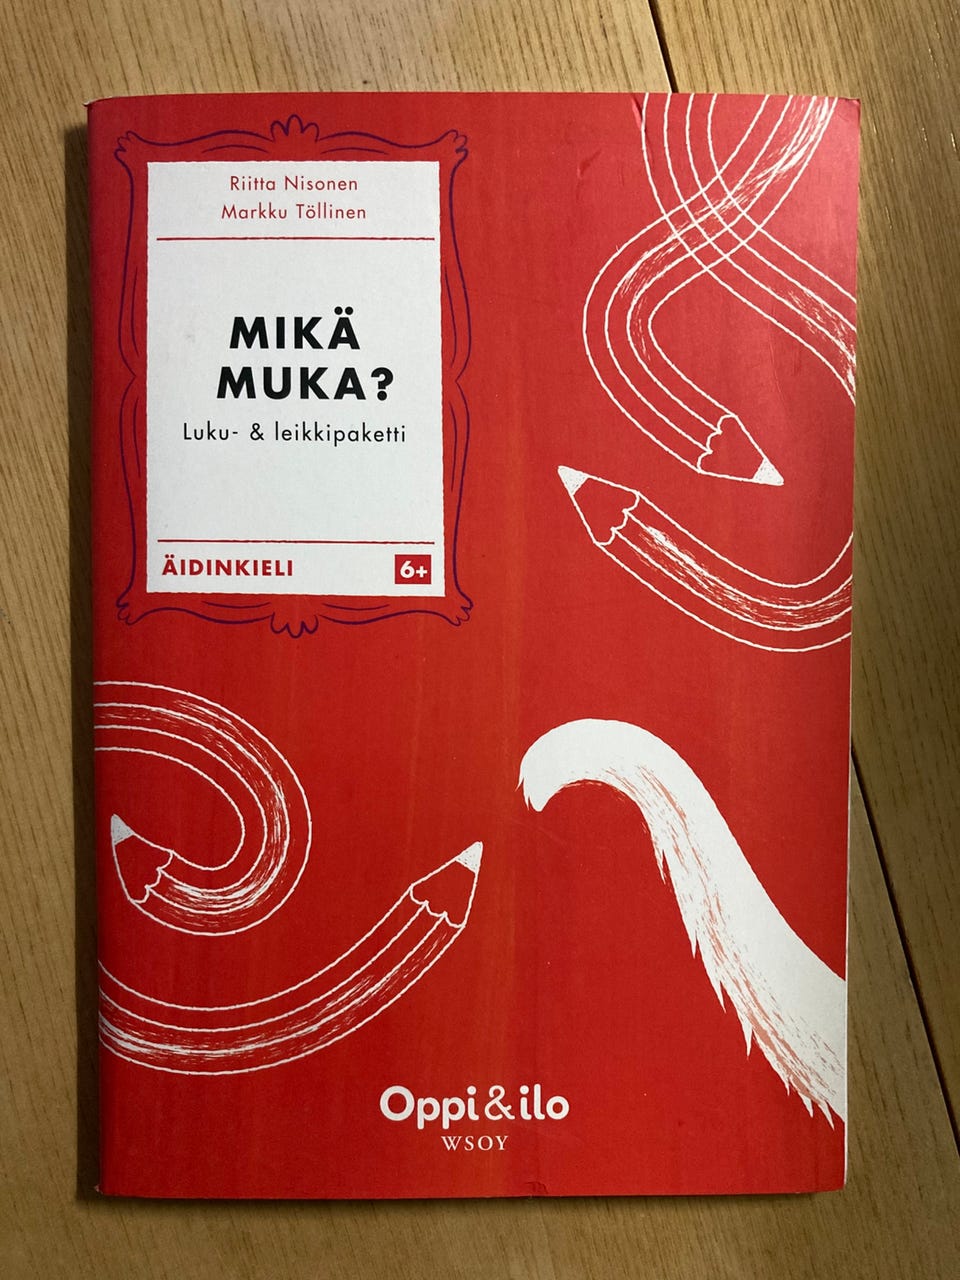 Riitta Nisonen
Markku Töllinen
MIKÄ
MUKA?
Luku- & leikkipaketti
ÄIDINKIELI 6+
Oppi&ilo
WSOY